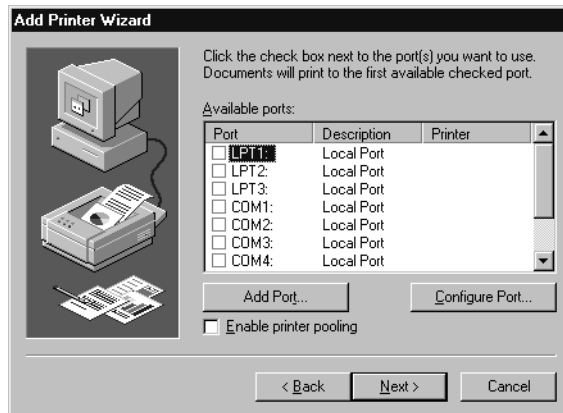 Add Printer Wizard
Click the check box next to the port(s) you want to use.
Documents will print to the first available checked port.
Available ports:
Port Description Printer
LPT1: Local Port
LPT2: Local Port
LPT3: Local Port
COM1: Local Port
COM2: Local Port
COM3: Local Port
COM4: Local Port
Add Port... Configure Port...
Enable printer pooling
< Back Next > Cancel